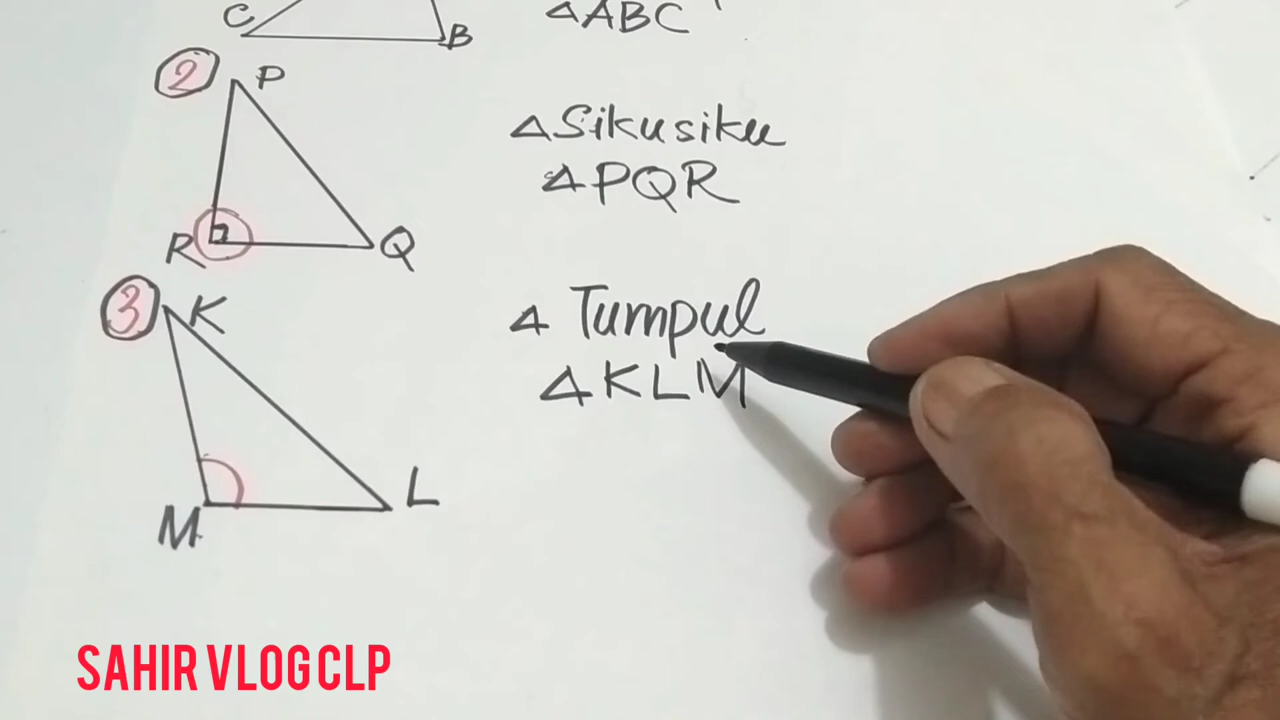 C
B
△ABC
2
P
R
Q
△Sikusiku
△PQR
3
K
M
L
△ Tumpul
△KLM
SAHIR VLOG CLP